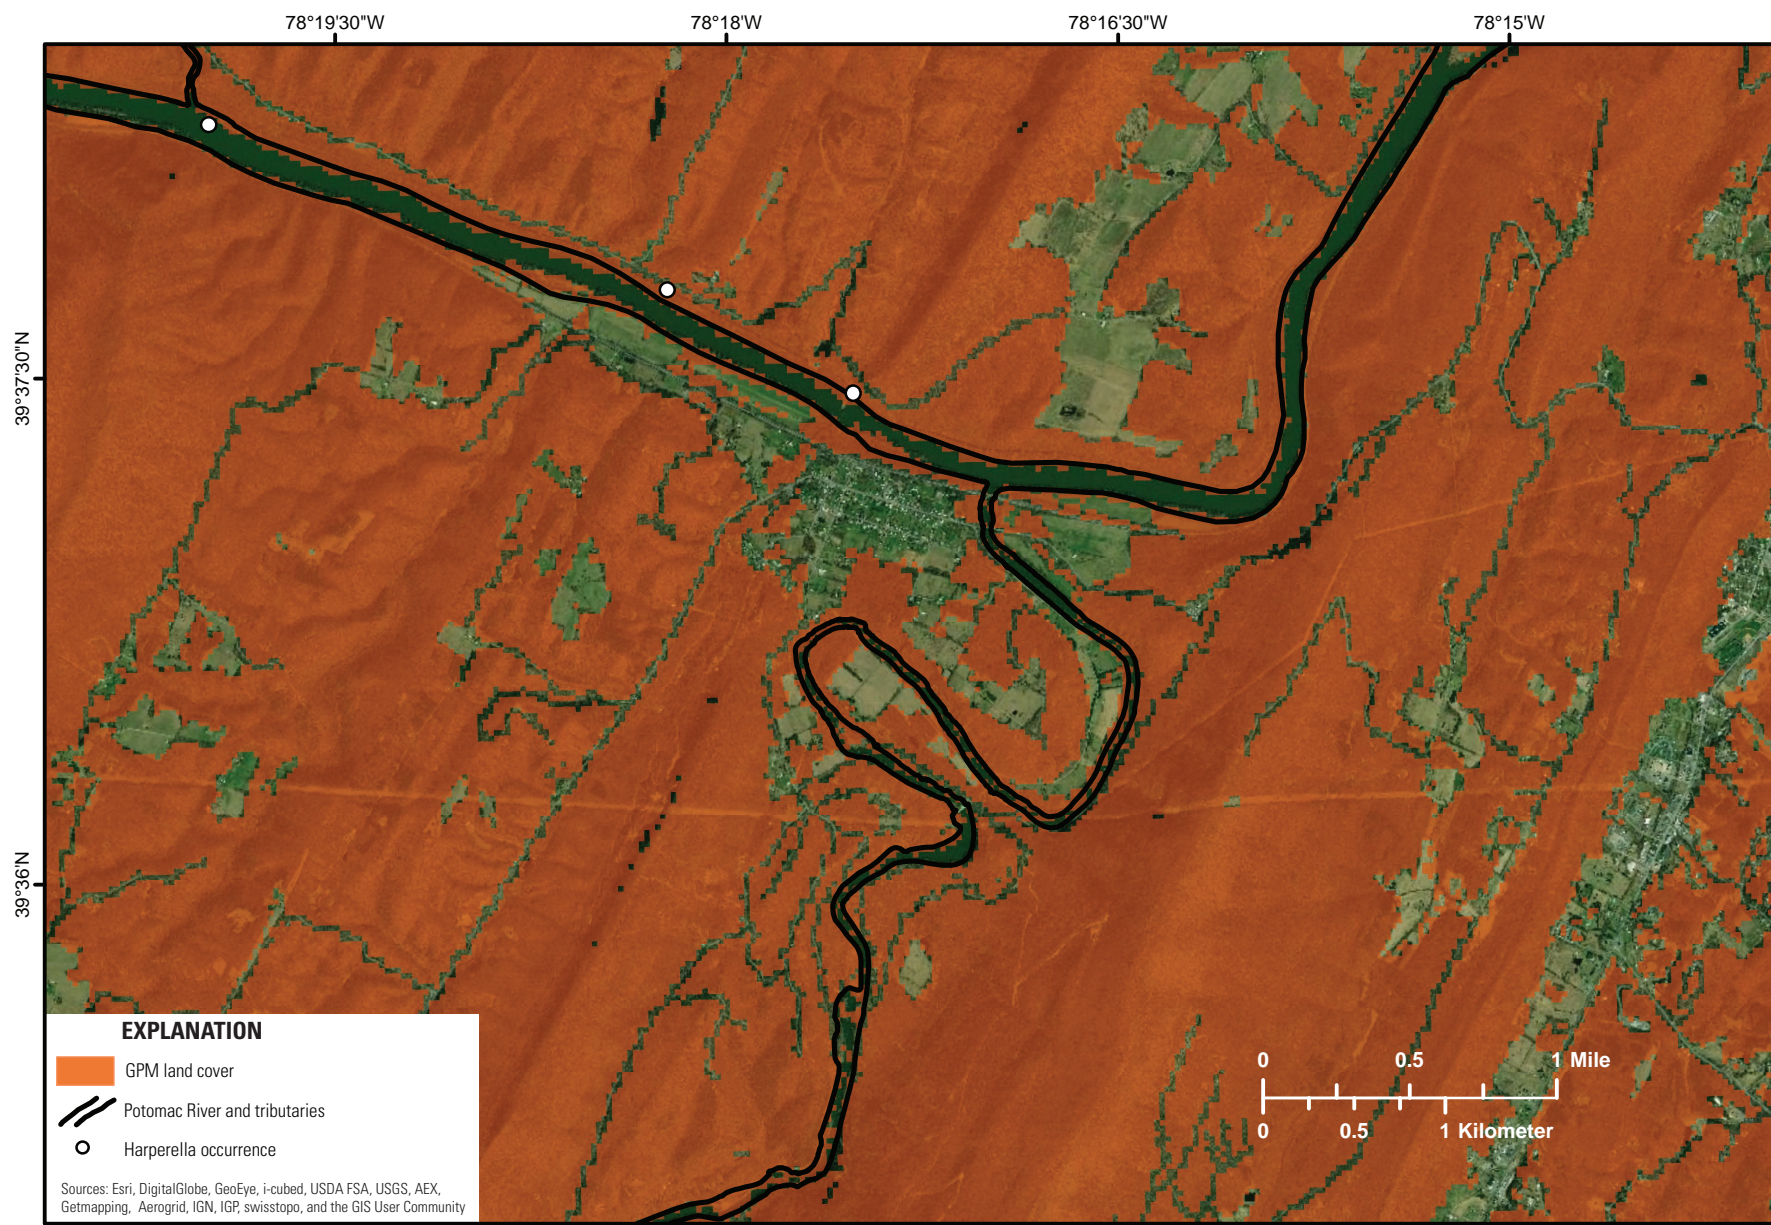 78°19'30"W 78°18'W 78°16'30"W 78°15'W
39°37'30"N
39°36'N
EXPLANATION
GPM land cover
Potomac River and tributaries
Harperella occurrence
Sources: Esri, DigitalGlobe, GeoEye, i-cubed, USDA FSA, USGS, AEX,
Getmapping, Aerogrid, IGN, IGP, swisstopo, and the GIS User Community
0 0.5 1 Mile
0 0.5 1 Kilometer